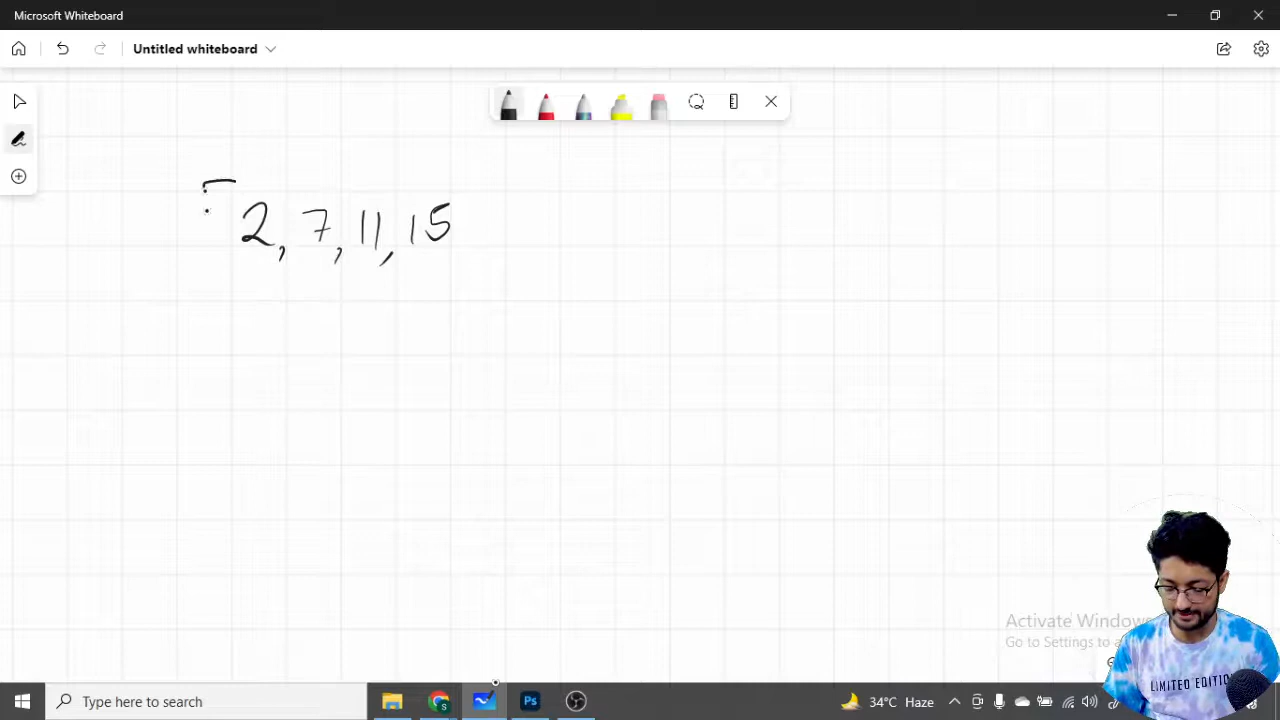 Microsoft Whiteboard
Untitled whiteboard
2, 7, 11, 15
Activate Windows
Go to Settings to a
LIMITED EDITION
Type here to search
Ps
34°C Haze